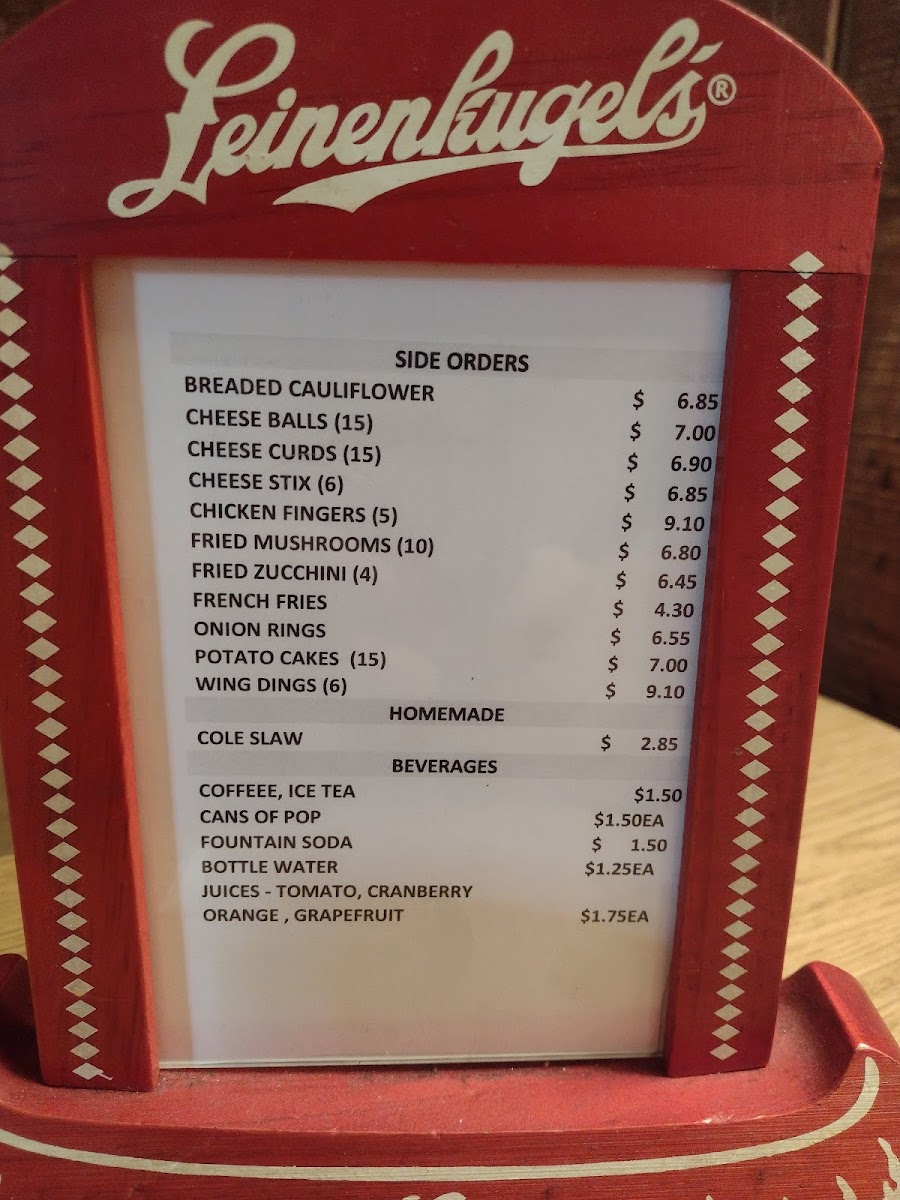 Leinenkugel's®
SIDE ORDERS
BREADED CAULIFLOWER $ 6.85
CHEESE BALLS (15) $ 7.00
CHEESE CURDS (15) $ 6.90
CHEESE STIX (6) $ 6.85
CHICKEN FINGERS (5) $ 9.10
FRIED MUSHROOMS (10) $ 6.80
FRIED ZUCCHINI (4) $ 6.45
FRENCH FRIES $ 4.30
ONION RINGS $ 6.55
POTATO CAKES (15) $ 7.00
WING DINGS (6) $ 9.10
HOMEMADE
COLE SLAW $ 2.85
BEVERAGES
COFFEEE, ICE TEA $1.50
CANS OF POP $1.50EA
FOUNTAIN SODA $ 1.50
BOTTLE WATER $1.25EA
JUICES - TOMATO, CRANBERRY
ORANGE , GRAPEFRUIT $1.75EA